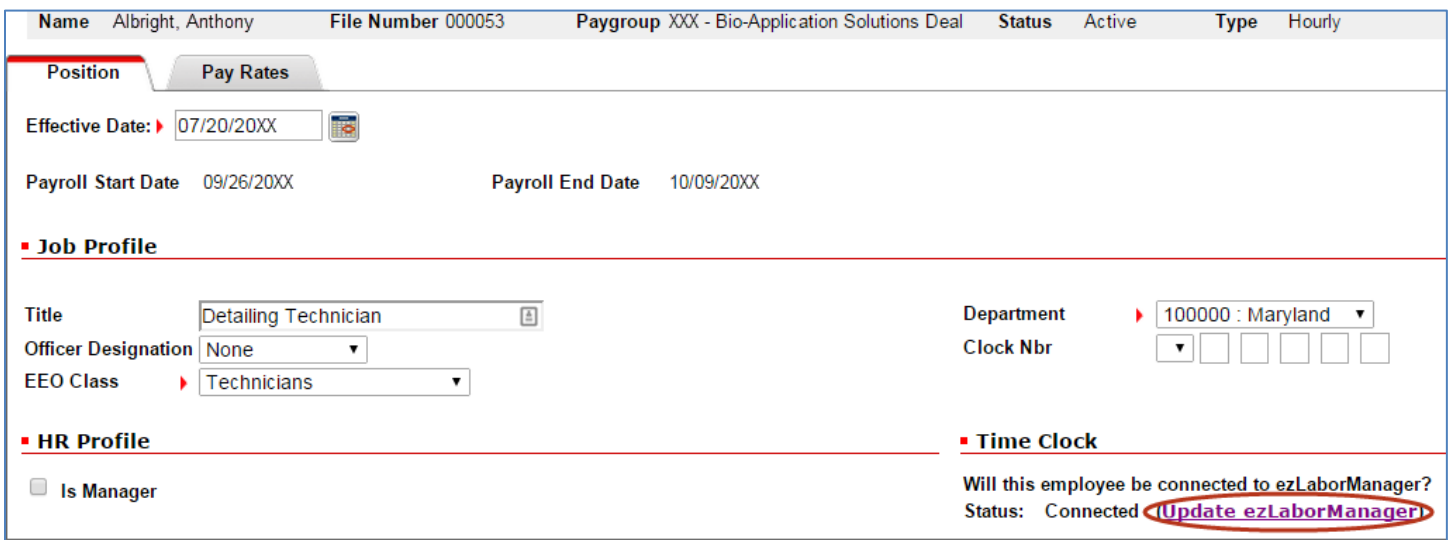 Name Albright, Anthony File Number 000053 Paygroup XXX - Bio-Application Solutions Deal Status Active Type Hourly
Position Pay Rates
Effective Date: 07/20/20XX
Payroll Start Date 09/26/20XX Payroll End Date 10/09/20XX
Job Profile
Title Detailing Technician Department 100000 : Maryland
Officer Designation None Clock Nbr
EEO Class Technicians
HR Profile Time Clock
Is Manager Will this employee be connected to ezLaborManager?
Status: Connected (Update ezLaborManager)